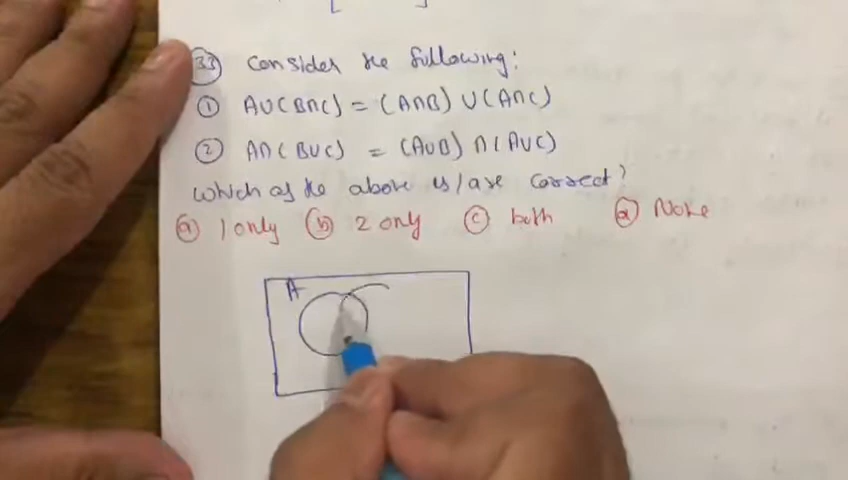 33 Consider the following:
① A∪(B∩C) = (A∩B) ∪ (A∩C)
② A∩(B∪C) = (A∪B) ∩ (A∪C)
Which of the above is/are correct?
ⓐ 1 only ⓑ 2 only ⓒ both ⓓ None
A